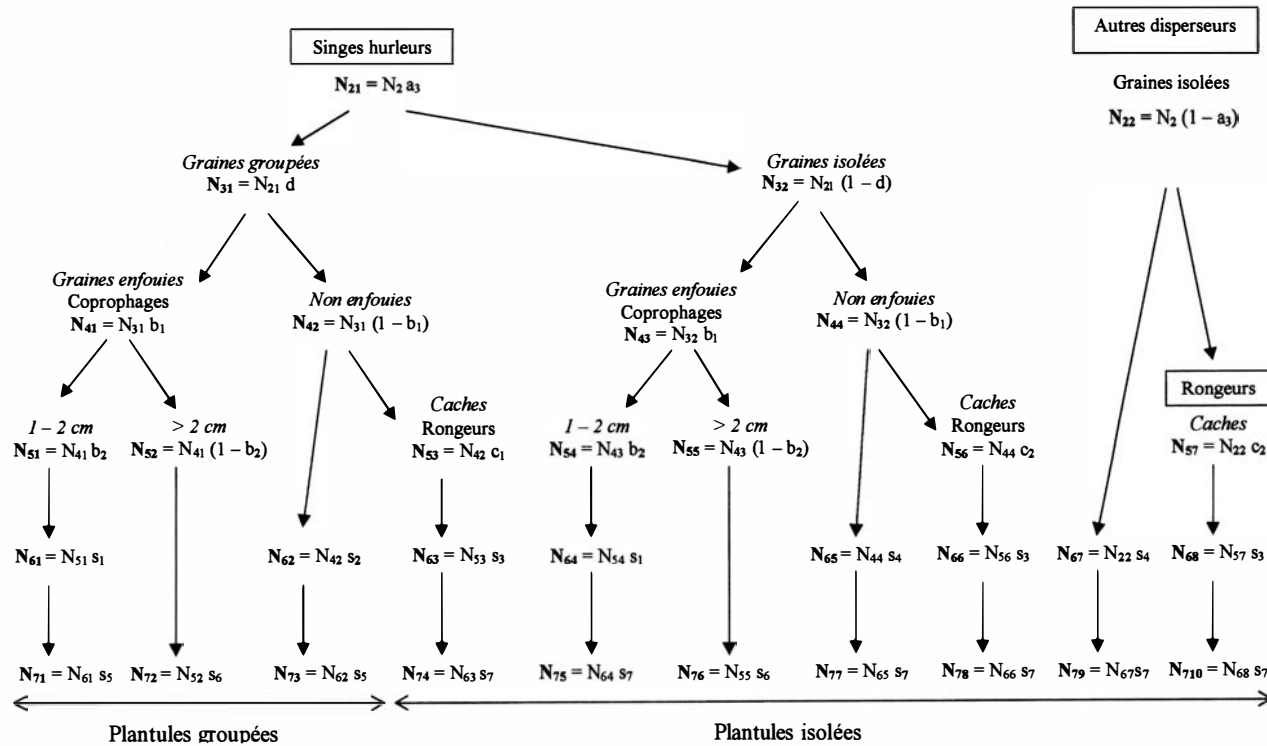 Singes hurleurs
N₂₁ = N₂ a₃
Autres disperseurs
Graines isolées
N₂₂ = N₂ (1 – a₃)
Graines groupées
N₃₁ = N₂₁ d
Graines isolées
N₃₂ = N₂₁ (1 – d)
Graines enfouies
Coprophages
N₄₁ = N₃₁ b₁
Non enfouies
N₄₂ = N₃₁ (1 – b₁)
Graines enfouies
Coprophages
N₄₃ = N₃₂ b₁
Non enfouies
N₄₄ = N₃₂ (1 – b₁)
1 – 2 cm
N₅₁ = N₄₁ b₂
> 2 cm
N₅₂ = N₄₁ (1 – b₂)
Caches
Rongeurs
N₅₃ = N₄₂ c₁
1 – 2 cm
N₅₄ = N₄₃ b₂
> 2 cm
N₅₅ = N₄₃ (1 – b₂)
Caches
Rongeurs
N₅₆ = N₄₄ c₂
Rongeurs
Caches
N₅₇ = N₂₂ c₂
N₆₁ = N₅₁ s₁
N₆₂ = N₄₂ s₂
N₆₃ = N₅₃ s₃
N₆₄ = N₅₄ s₁
N₆₅ = N₄₄ s₄
N₆₆ = N₅₆ s₃
N₆₇ = N₂₂ s₄
N₆₈ = N₅₇ s₃
N₇₁ = N₆₁ s₅
N₇₂ = N₅₂ s₆
N₇₃ = N₆₂ s₅
N₇₄ = N₆₃ s₇
N₇₅ = N₆₄ s₇
N₇₆ = N₅₅ s₆
N₇₇ = N₆₅ s₇
N₇₈ = N₆₆ s₇
N₇₉ = N₆₇s₇
N₇₁₀ = N₆₈ s₇
Plantules groupées
Plantules isolées